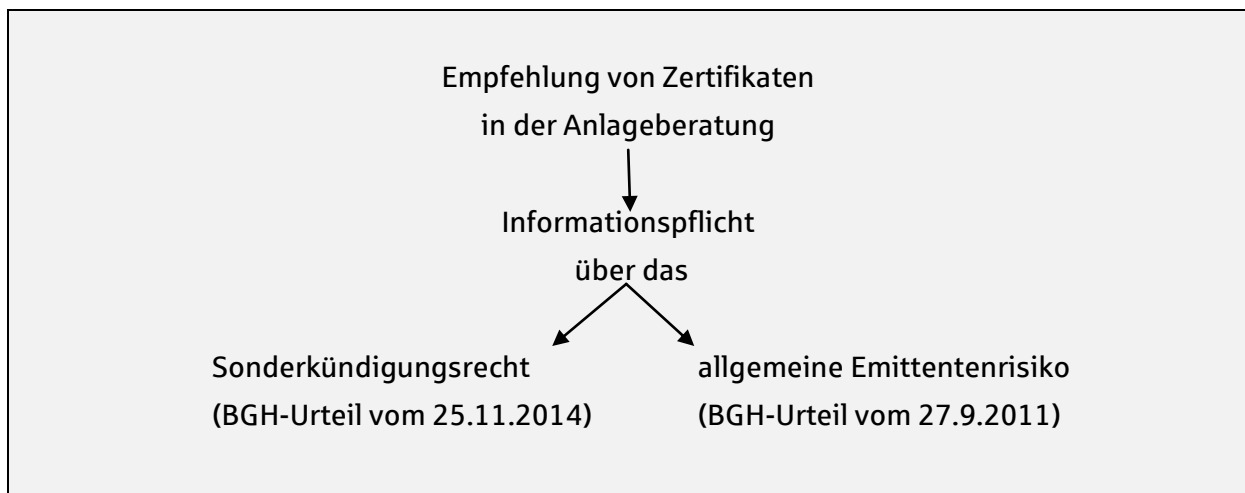 Empfehlung von Zertifikaten
in der Anlageberatung
Informationspflicht
über das
Sonderkündigungsrecht
(BGH-Urteil vom 25.11.2014)
allgemeine Emittentenrisiko
(BGH-Urteil vom 27.9.2011)